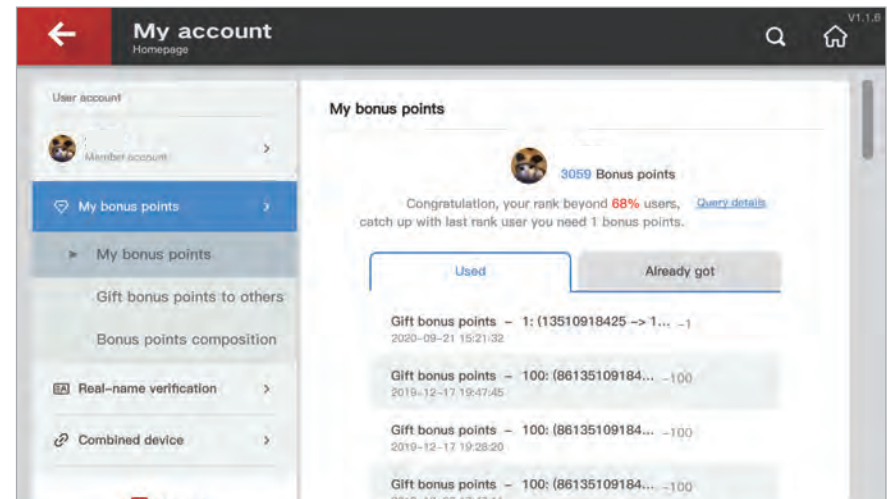 My account
Homepage
V1.1.6
User account
Member account
My bonus points
My bonus points
Gift bonus points to others
Bonus points composition
Real-name verification
Combined device
My bonus points
3059 Bonus points
Congratulation, your rank beyond 68% users, Query details
catch up with last rank user you need 1 bonus points.
Used
Already got
Gift bonus points - 1: (13510918425 -> 1... -1
2020-09-21 15:21:32
Gift bonus points - 100: (86135109184... -100
2019-12-17 19:47:45
Gift bonus points - 100: (86135109184... -100
2019-12-17 19:28:20
Gift bonus points - 100: (86135109184... -100